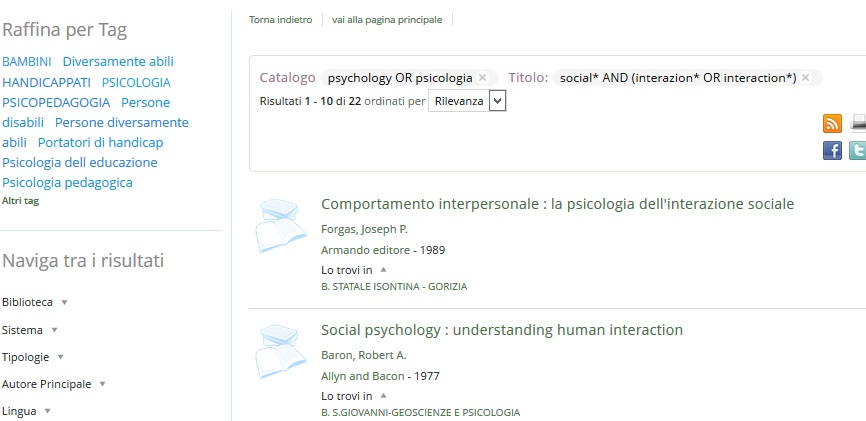 Raffina per Tag
BAMBINI Diversamente abili
HANDICAPPATI PSICOLOGIA
PSICOPEDAGOGIA Persone
disabili Persone diversamente
abili Portatori di handicap
Psicologia dell educazione
Psicologia pedagogica
Altri tag
Naviga tra i risultati
Biblioteca
Sistema
Tipologie
Autore Principale
Lingua
Torna indietro vai alla pagina principale
Catalogo psychology OR psicologia × Titolo: social* AND (interazion* OR interaction*) ×
Risultati 1 - 10 di 22 ordinati per Rilevanza
Comportamento interpersonale : la psicologia dell'interazione sociale
Forgas, Joseph P.
Armando editore - 1989
Lo trovi in
B. STATALE ISONTINA - GORIZIA
Social psychology : understanding human interaction
Baron, Robert A.
Allyn and Bacon - 1977
Lo trovi in
B. S.GIOVANNI-GEOSCIENZE E PSICOLOGIA